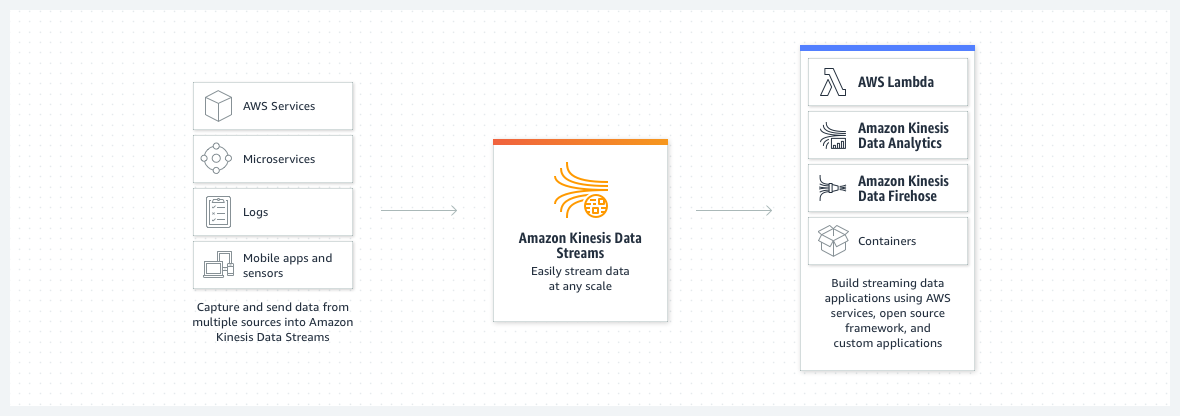 AWS Services
Microservices
Logs
Mobile apps and
sensors
Capture and send data from
multiple sources into Amazon
Kinesis Data Streams
Amazon Kinesis Data
Streams
Easily stream data
at any scale
AWS Lambda
Amazon Kinesis
Data Analytics
Amazon Kinesis
Data Firehose
Containers
Build streaming data
applications using AWS
services, open source
framework, and
custom applications